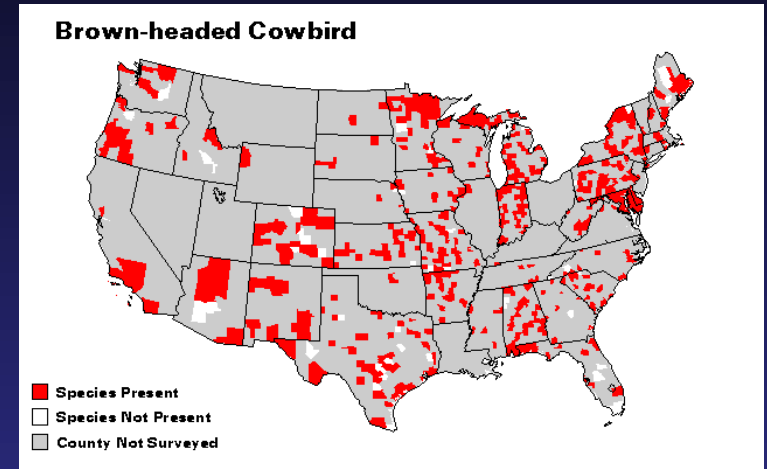 Brown-headed Cowbird
Species Present
Species Not Present
County Not Surveyed